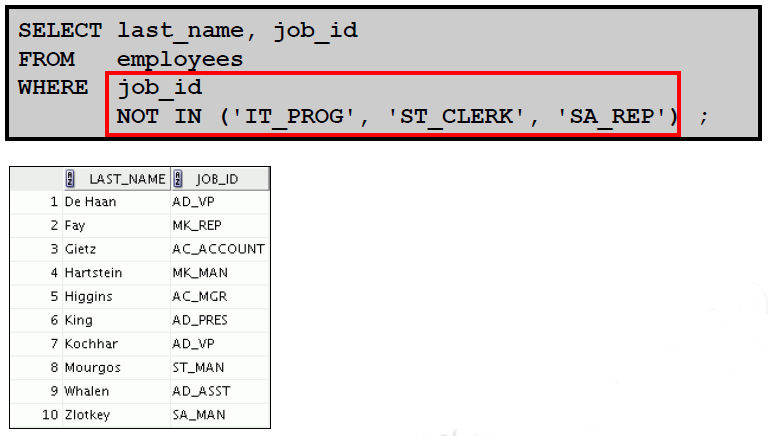 SELECT last_name, job_id
FROM employees
WHERE job_id
NOT IN ('IT_PROG', 'ST_CLERK', 'SA_REP') ;
LAST_NAME JOB_ID
1 De Haan AD_VP
2 Fay MK_REP
3 Gietz AC_ACCOUNT
4 Hartstein MK_MAN
5 Higgins AC_MGR
6 King AD_PRES
7 Kochhar AD_VP
8 Mourgos ST_MAN
9 Whalen AD_ASST
10 Zlotkey SA_MAN